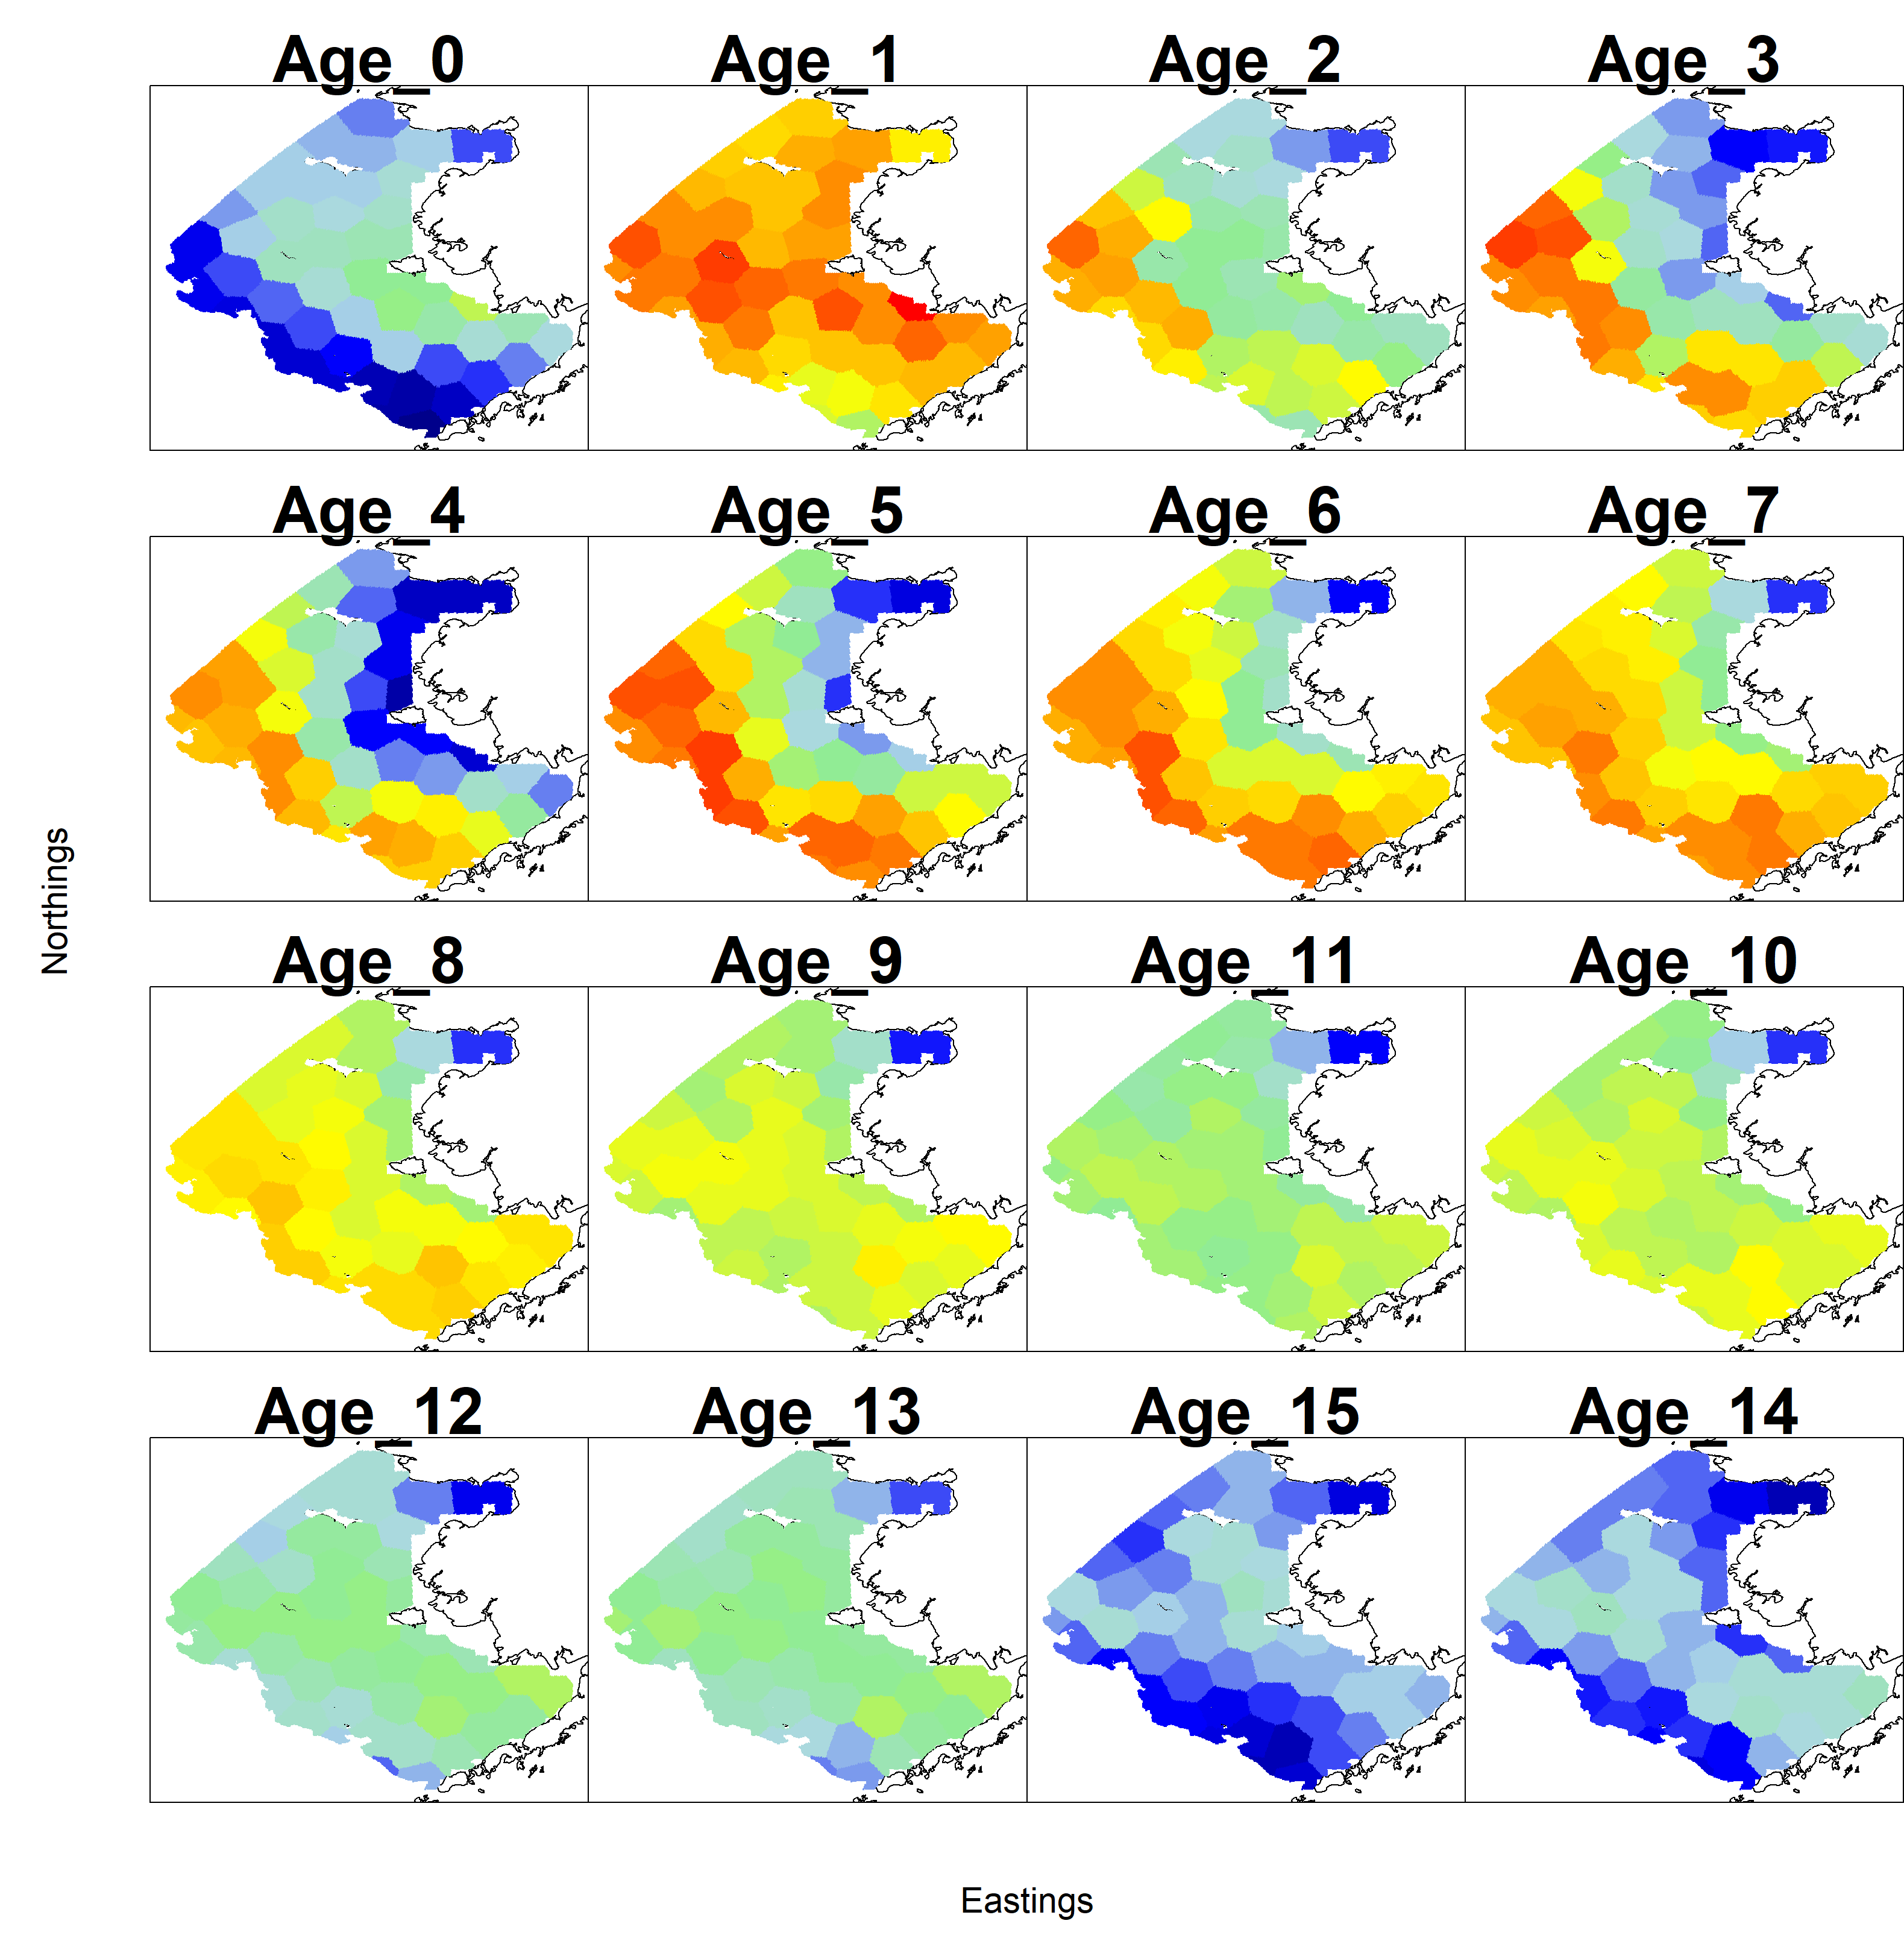 Age_0 Age_1 Age_2 Age_3
Age_4 Age_5 Age_6 Age_7
Northings
Age_8 Age_9 Age_11 Age_10
Age_12 Age_13 Age_15 Age_14
Eastings